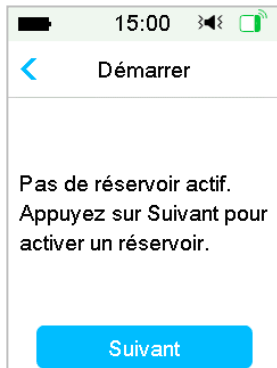 15:00
Démarrer
Pas de réservoir actif.
Appuyez sur Suivant pour
activer un réservoir.
Suivant